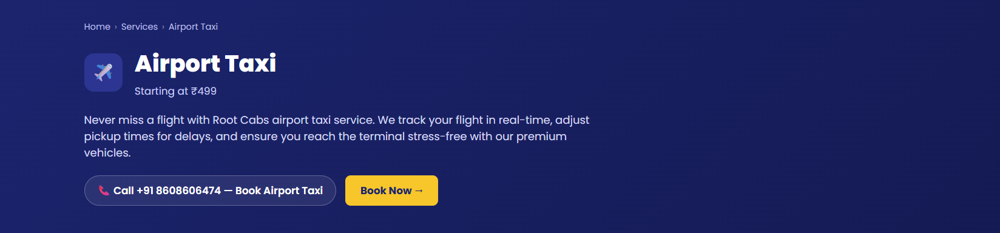 Home › Services › Airport Taxi
Airport Taxi
Starting at ₹499
Never miss a flight with Root Cabs airport taxi service. We track your flight in real-time, adjust
pickup times for delays, and ensure you reach the terminal stress-free with our premium
vehicles.
Call +91 8608606474 — Book Airport Taxi
Book Now →